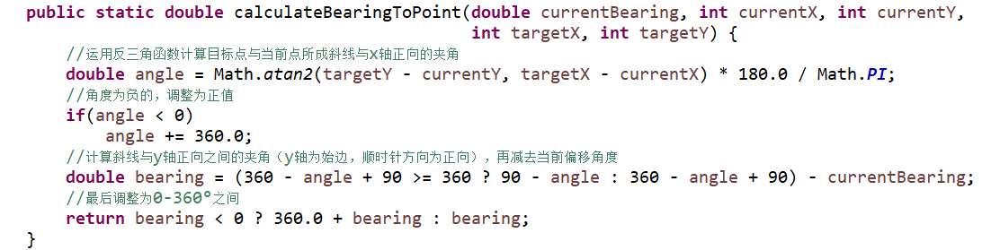 public static double calculateBearingToPoint(double currentBearing, int currentX, int currentY,
int targetX, int targetY) {
//运用反三角函数计算目标点与当前点所成斜线与x轴正向的夹角
double angle = Math.atan2(targetY - currentY, targetX - currentX) * 180.0 / Math.PI;
//角度为负的，调整为正值
if(angle < 0)
angle += 360.0;
//计算斜线与y轴正向之间的夹角（y轴为始边，顺时针方向为正向），再减去当前偏移角度
double bearing = (360 - angle + 90 >= 360 ? 90 - angle : 360 - angle + 90) - currentBearing;
//最后调整为0-360°之间
return bearing < 0 ? 360.0 + bearing : bearing;
}